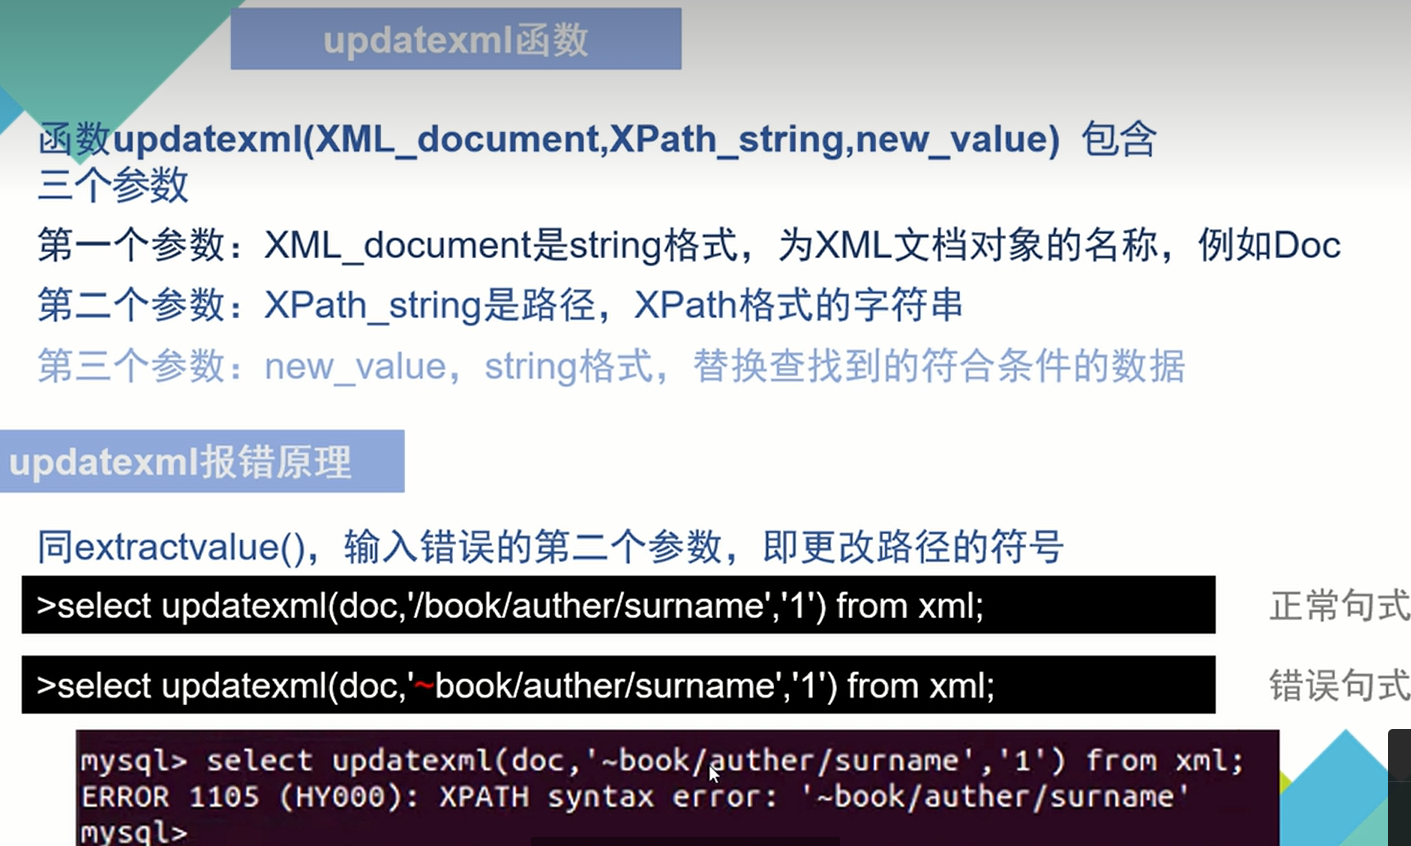 updatexml函数
函数updatexml(XML_document,XPath_string,new_value) 包含
三个参数
第一个参数：XML_document是string格式，为XML文档对象的名称，例如Doc
第二个参数：XPath_string是路径，XPath格式的字符串
第三个参数：new_value，string格式，替换查找到的符合条件的数据
updatexml报错原理
同extractvalue()，输入错误的第二个参数，即更改路径的符号
>select updatexml(doc,'/book/auther/surname','1') from xml; 正常句式
>select updatexml(doc,'~book/auther/surname','1') from xml; 错误句式
mysql> select updatexml(doc,'~book/auther/surname','1') from xml;
ERROR 1105 (HY000): XPATH syntax error: '~book/auther/surname'
mysql>